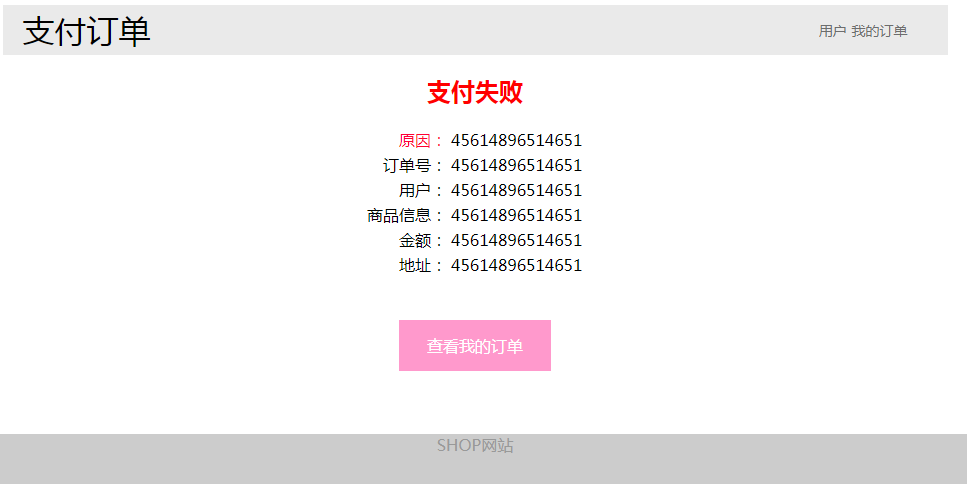 支付订单
用户 我的订单
支付失败
原因： 45614896514651
订单号： 45614896514651
用户： 45614896514651
商品信息： 45614896514651
金额： 45614896514651
地址： 45614896514651
查看我的订单
SHOP网站